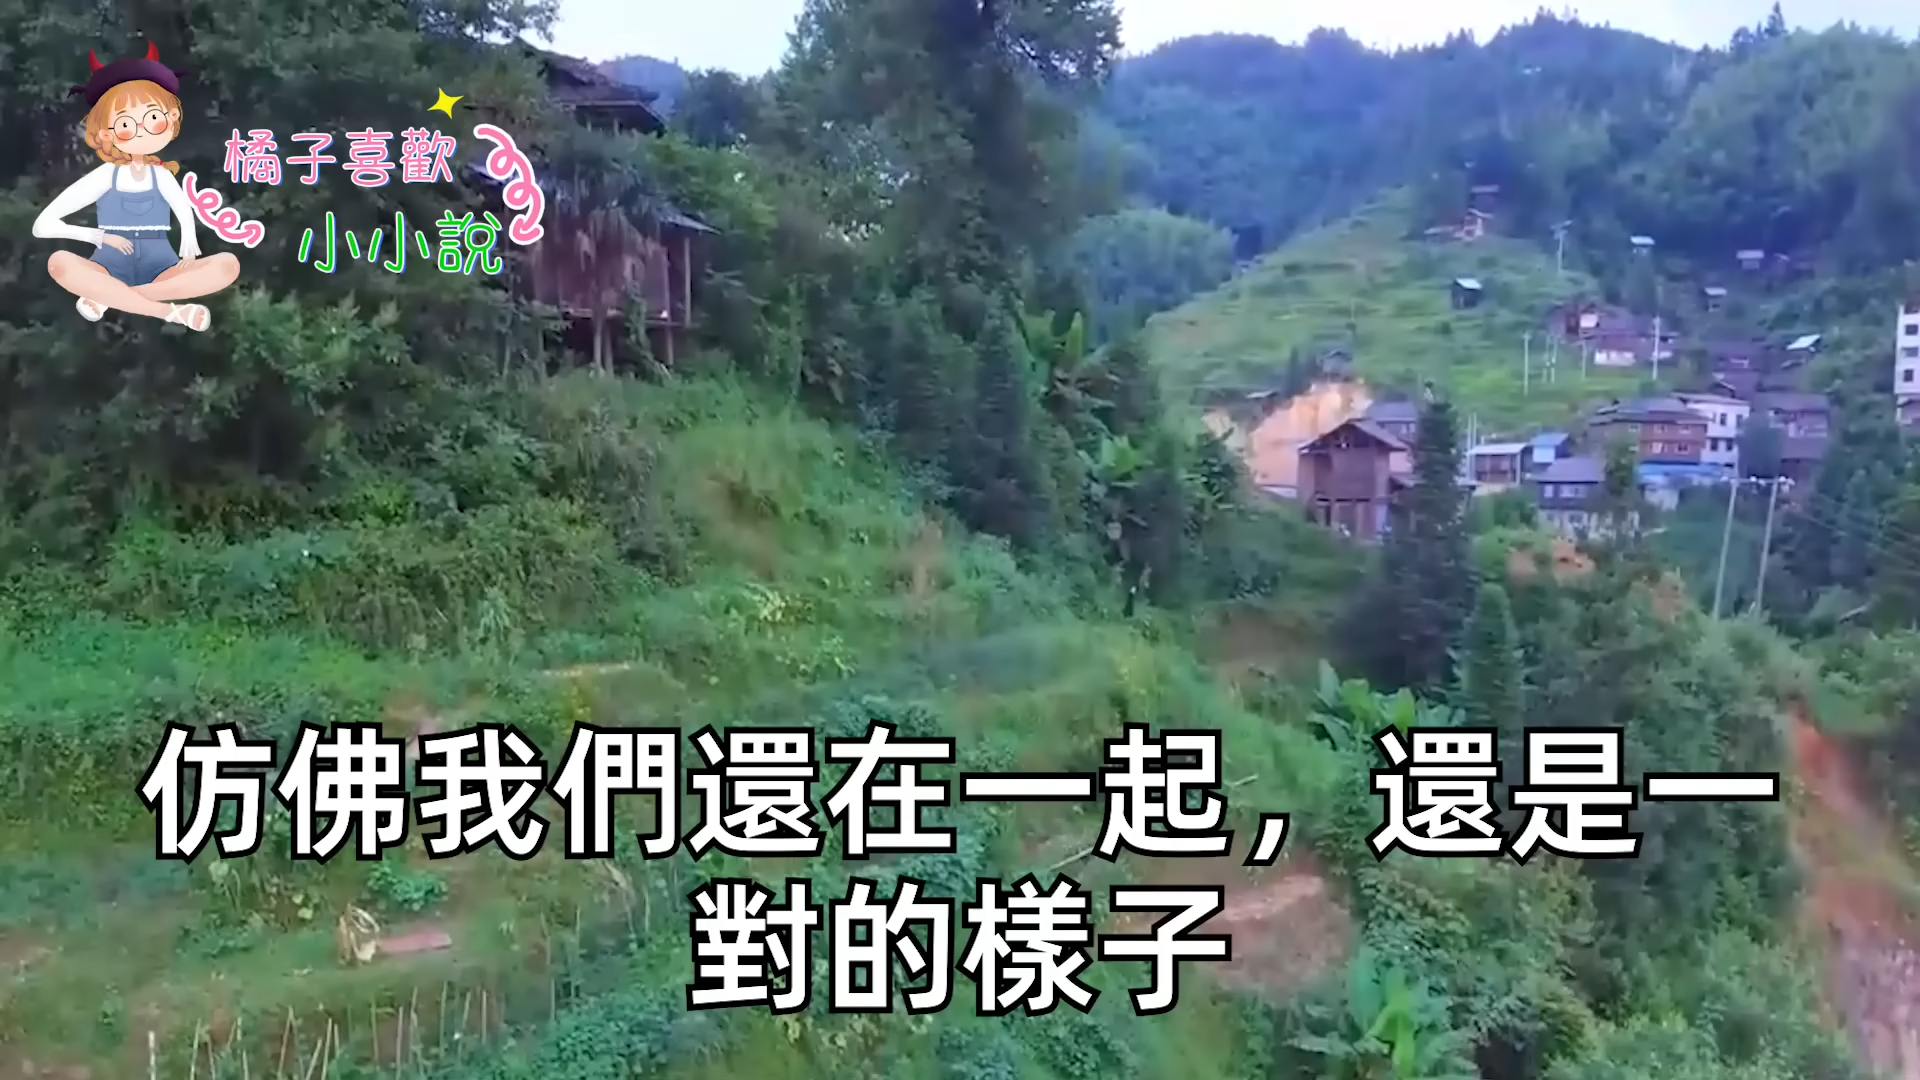 橘子喜歡
小小說
仿佛我們還在一起，還是一
對的樣子